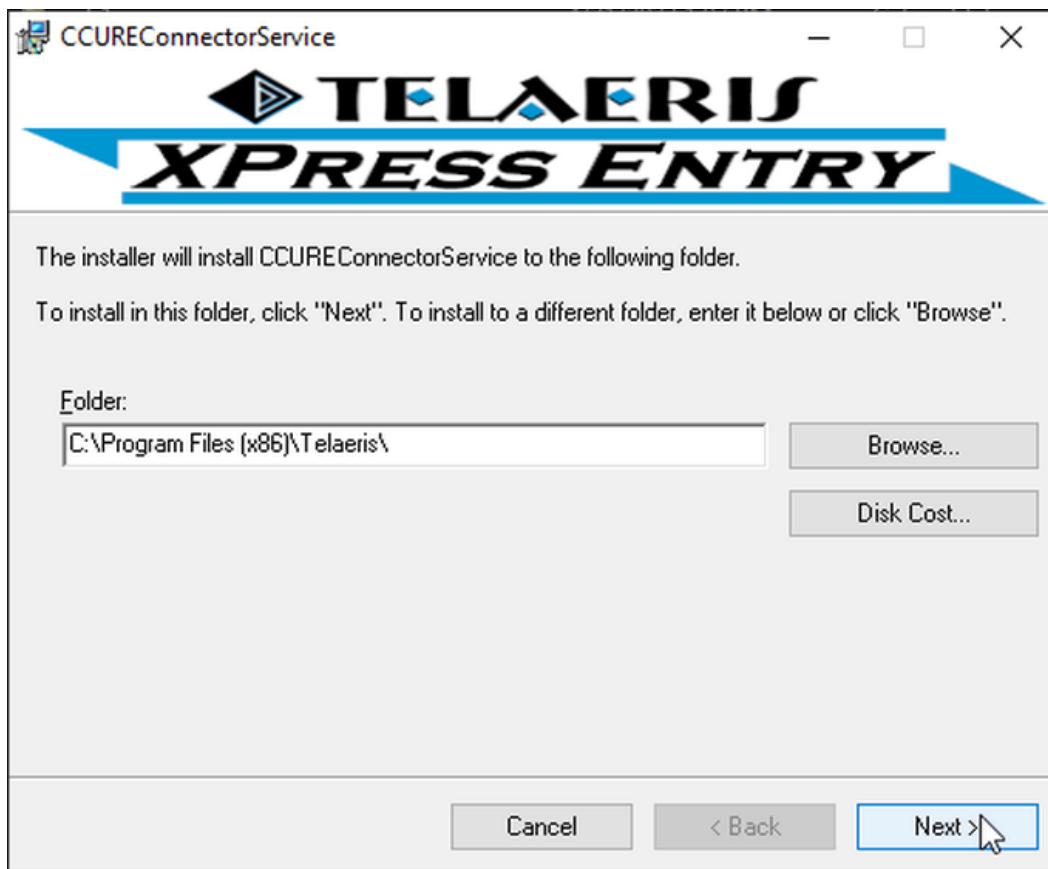 CCUREConnectorService
TELAERIS
XPRESS ENTRY
The installer will install CCUREConnectorService to the following folder.
To install in this folder, click "Next". To install to a different folder, enter it below or click "Browse".
Folder:
C:\Program Files (x86)\Telaeris\
Browse...
Disk Cost...
Cancel
< Back
Next >